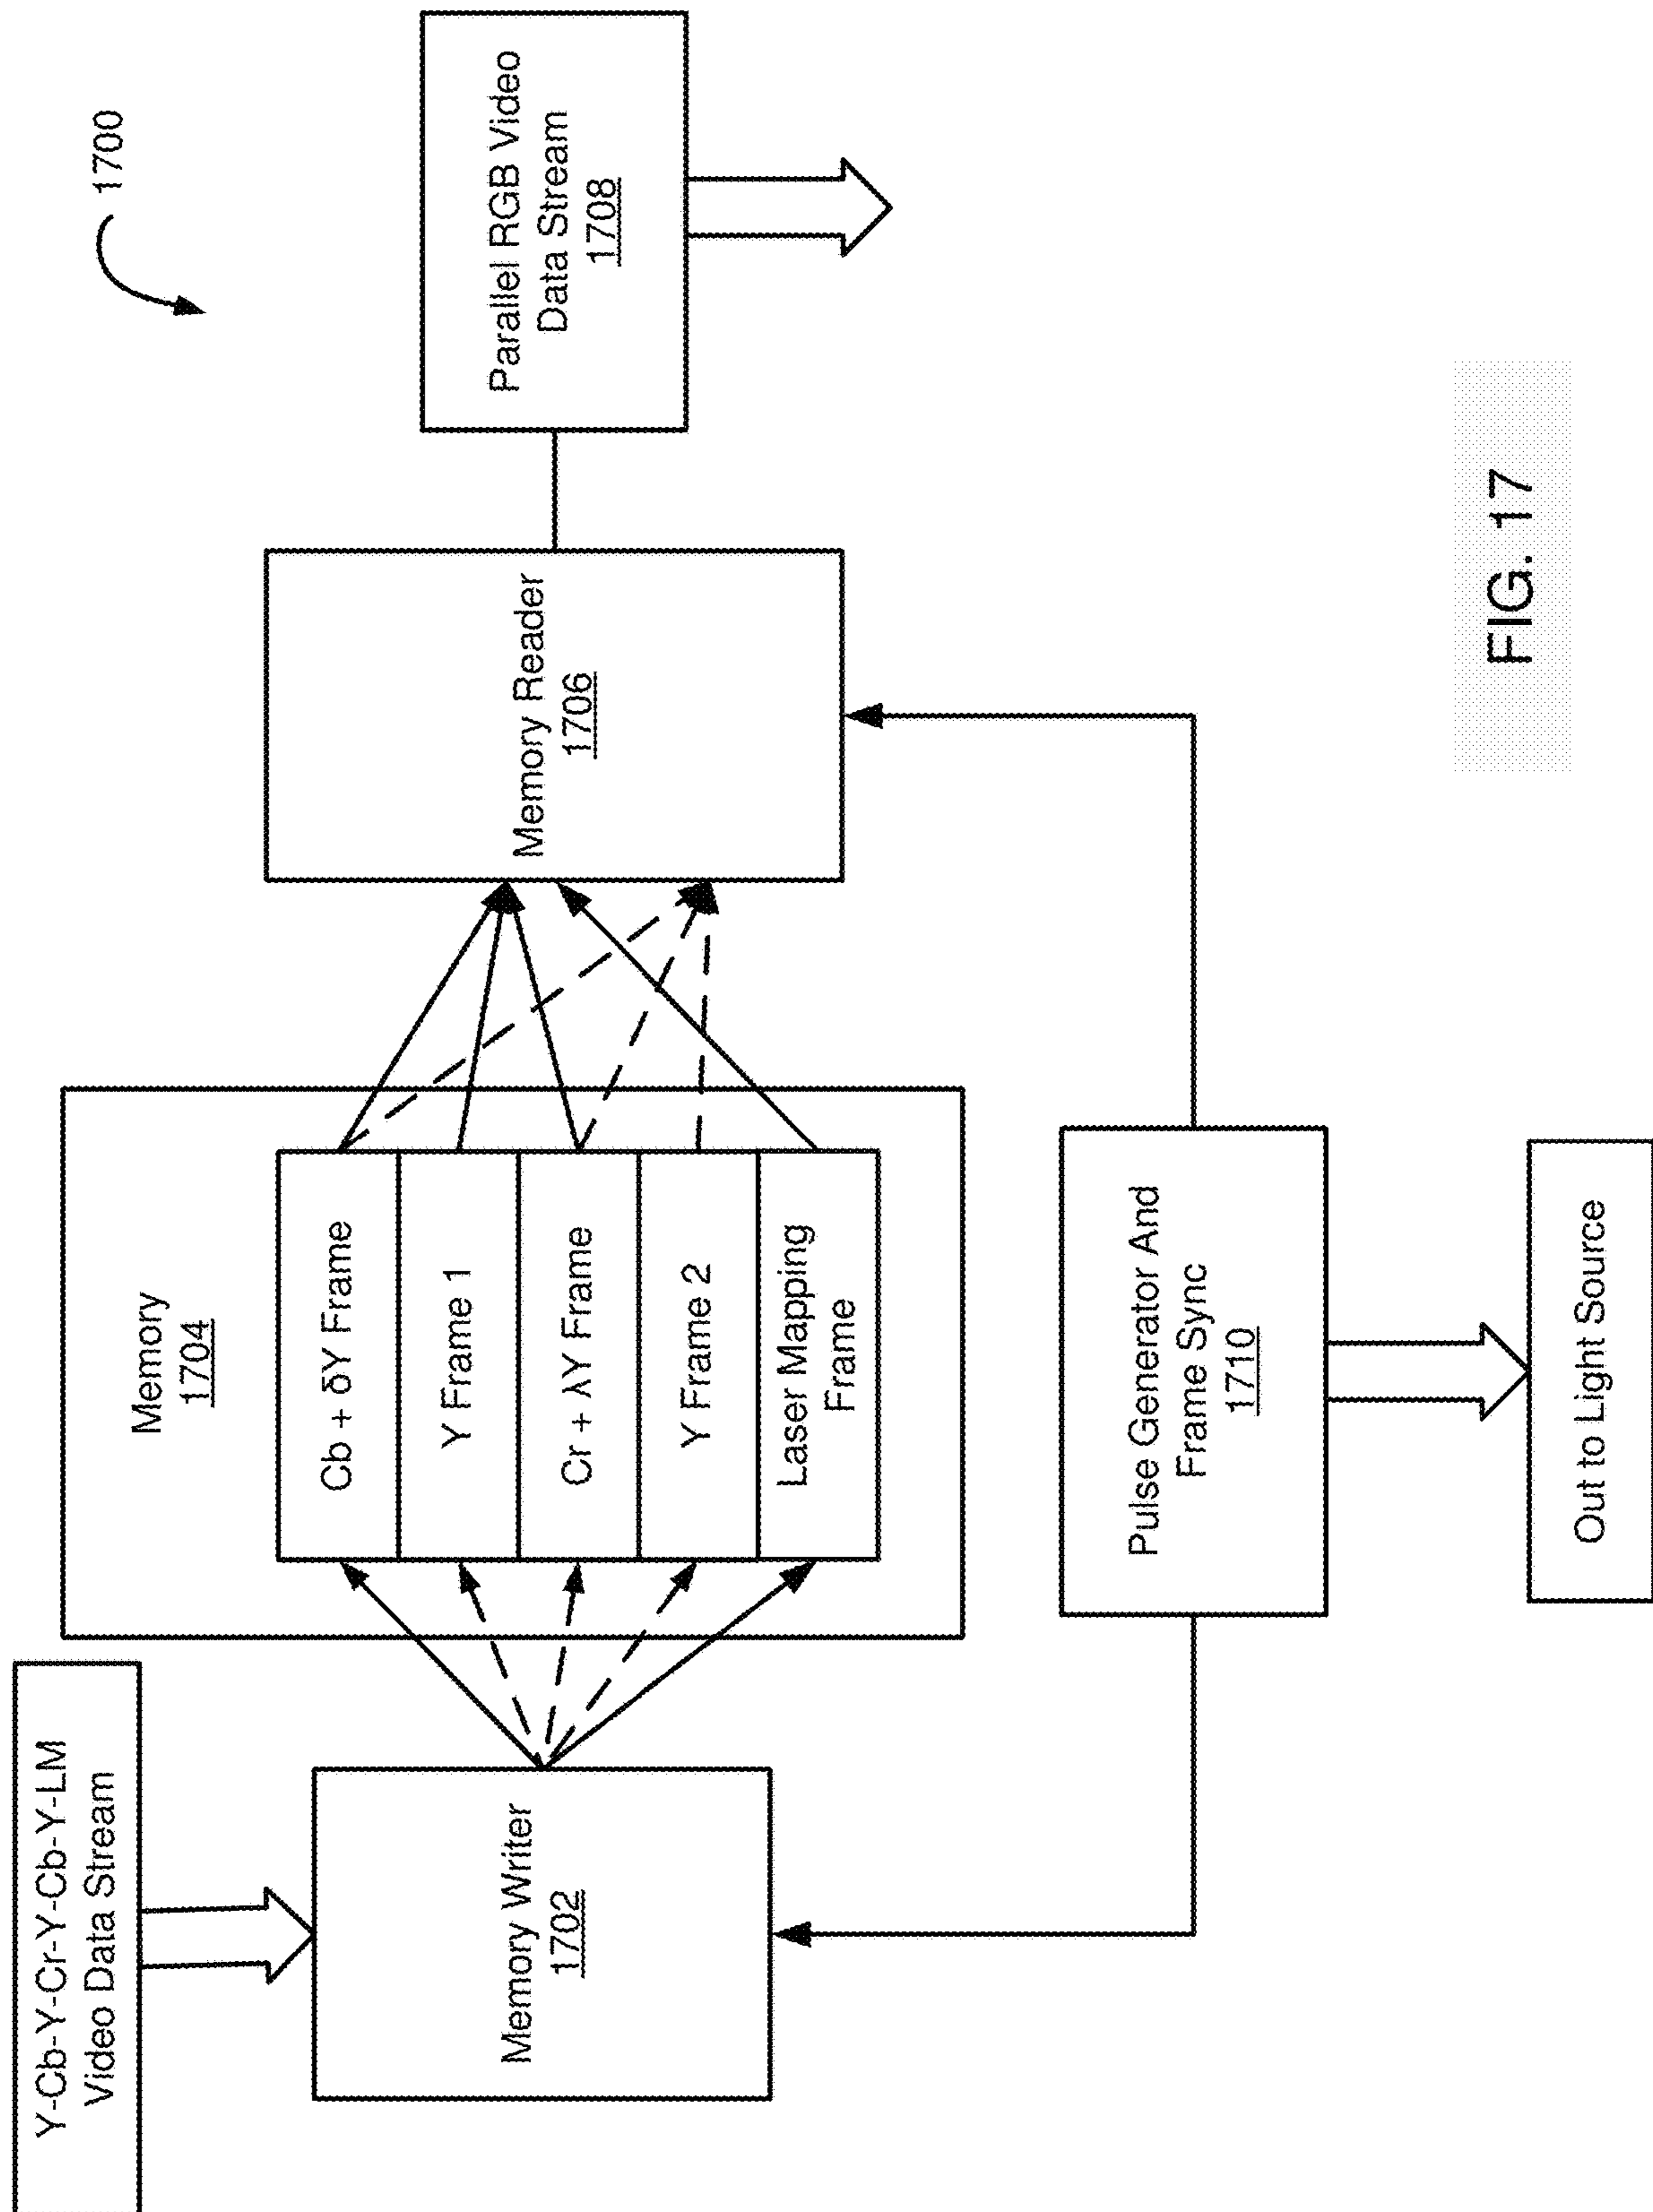 1700
Y-Cb-Y-Cr-Y-Cb-Y-LM
Video Data Stream
Memory Writer
1702
Memory
1704
Cb + δY Frame
Y Frame 1
Cr + λY Frame
Y Frame 2
Laser Mapping
Frame
Memory Reader
1706
Parallel RGB Video
Data Stream
1708
Pulse Generator And
Frame Sync
1710
Out to Light Source
FIG. 17